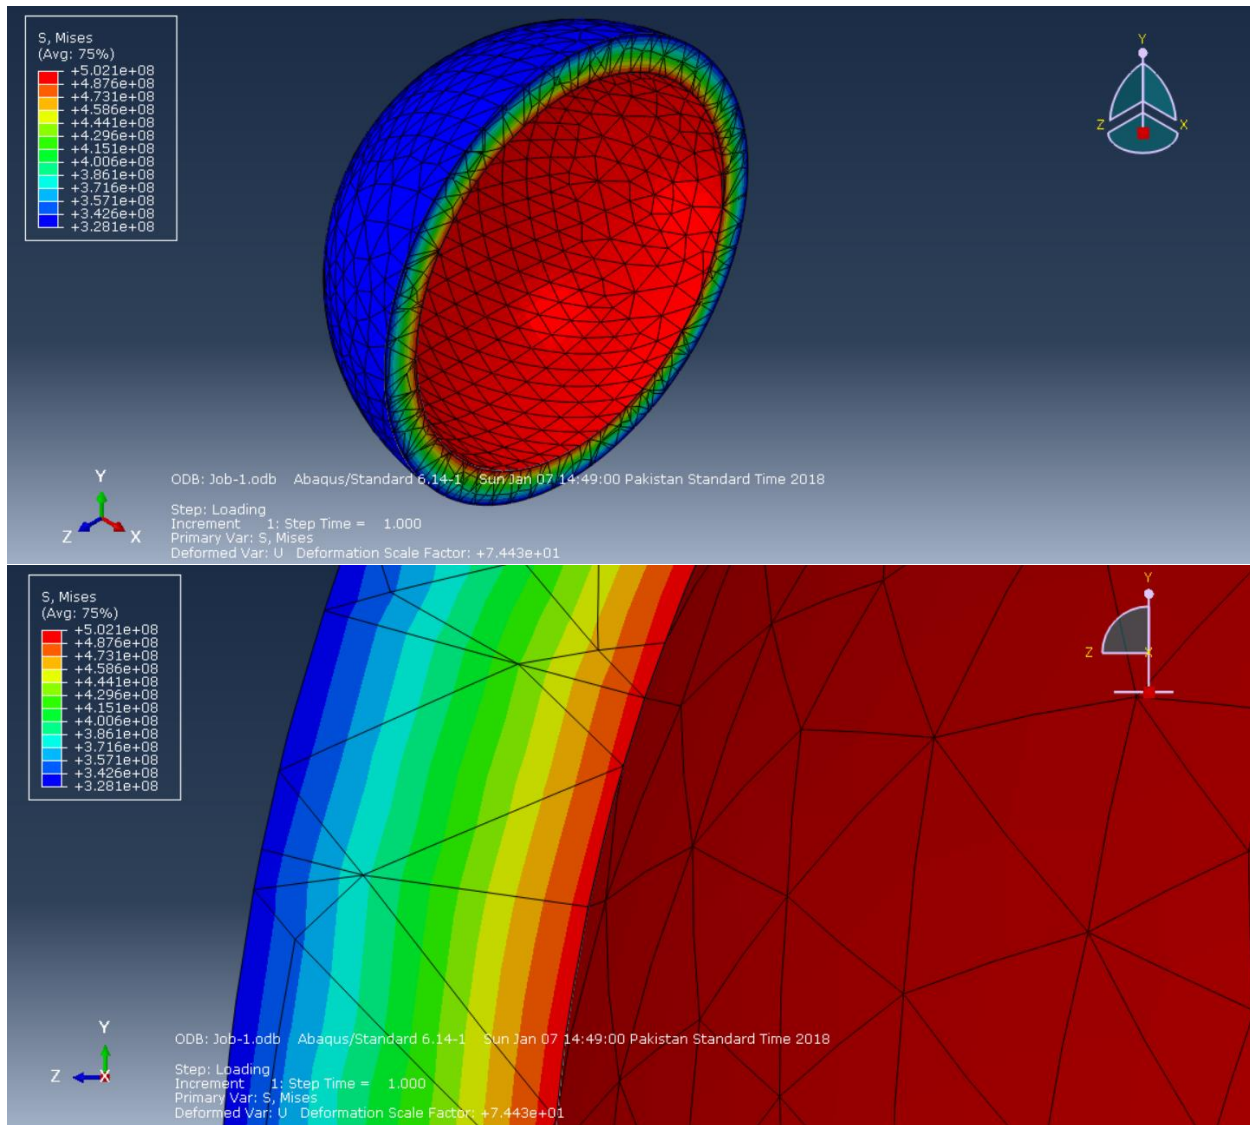 S, Mises
(Avg: 75%)
+5.021e+08
+4.876e+08
+4.731e+08
+4.586e+08
+4.441e+08
+4.296e+08
+4.151e+08
+4.006e+08
+3.861e+08
+3.716e+08
+3.571e+08
+3.426e+08
+3.281e+08
Y
Z X
Y
Z X
ODB: Job-1.odb Abaqus/Standard 6.14-1 Sun Jan 07 14:49:00 Pakistan Standard Time 2018
Step: Loading
Increment 1: Step Time = 1.000
Primary Var: S, Mises
Deformed Var: U Deformation Scale Factor: +7.443e+01
S, Mises
(Avg: 75%)
+5.021e+08
+4.876e+08
+4.731e+08
+4.586e+08
+4.441e+08
+4.296e+08
+4.151e+08
+4.006e+08
+3.861e+08
+3.716e+08
+3.571e+08
+3.426e+08
+3.281e+08
Y
Z X
Y
Z X
ODB: Job-1.odb Abaqus/Standard 6.14-1 Sun Jan 07 14:49:00 Pakistan Standard Time 2018
Step: Loading
Increment 1: Step Time = 1.000
Primary Var: S, Mises
Deformed Var: U Deformation Scale Factor: +7.443e+01